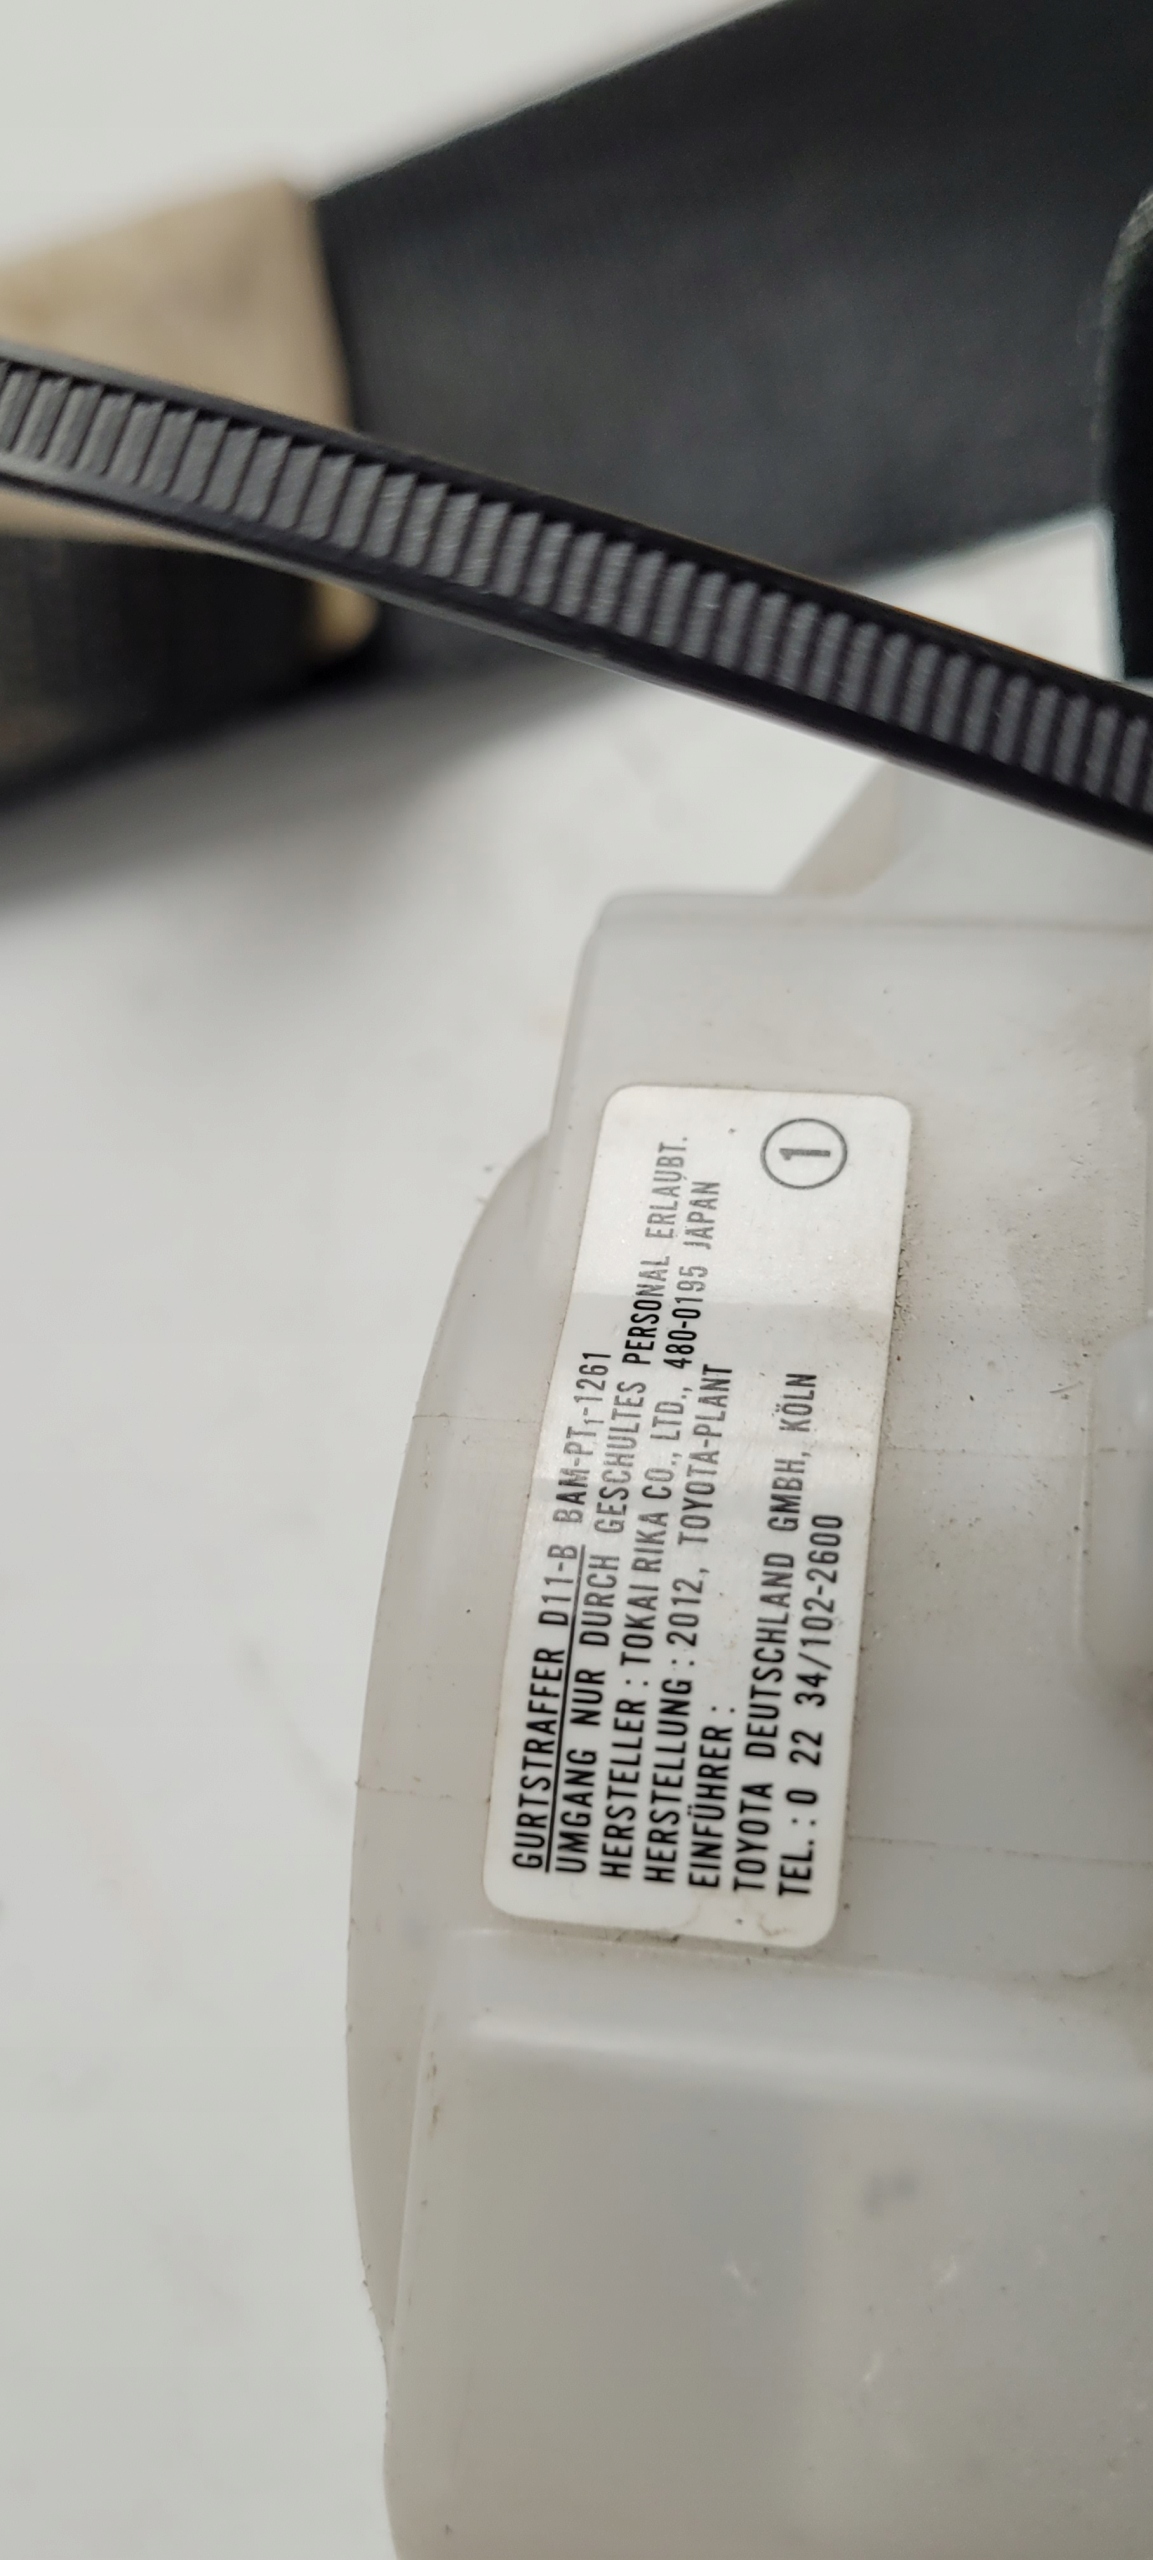 GURTSTRAFFER D11-B BAM-PT₁-1261
UMGANG NUR DURCH GESCHULTES PERSONAL ERLAUBT.
HERSTELLER : TOKAI RIKA CO., LTD., 480-0195 JAPAN
HERSTELLUNG : 2012, TOYOTA-PLANT
EINFÜHRER :
TOYOTA DEUTSCHLAND GMBH, KÖLN
TEL. : 0 22 34/102-2600
①